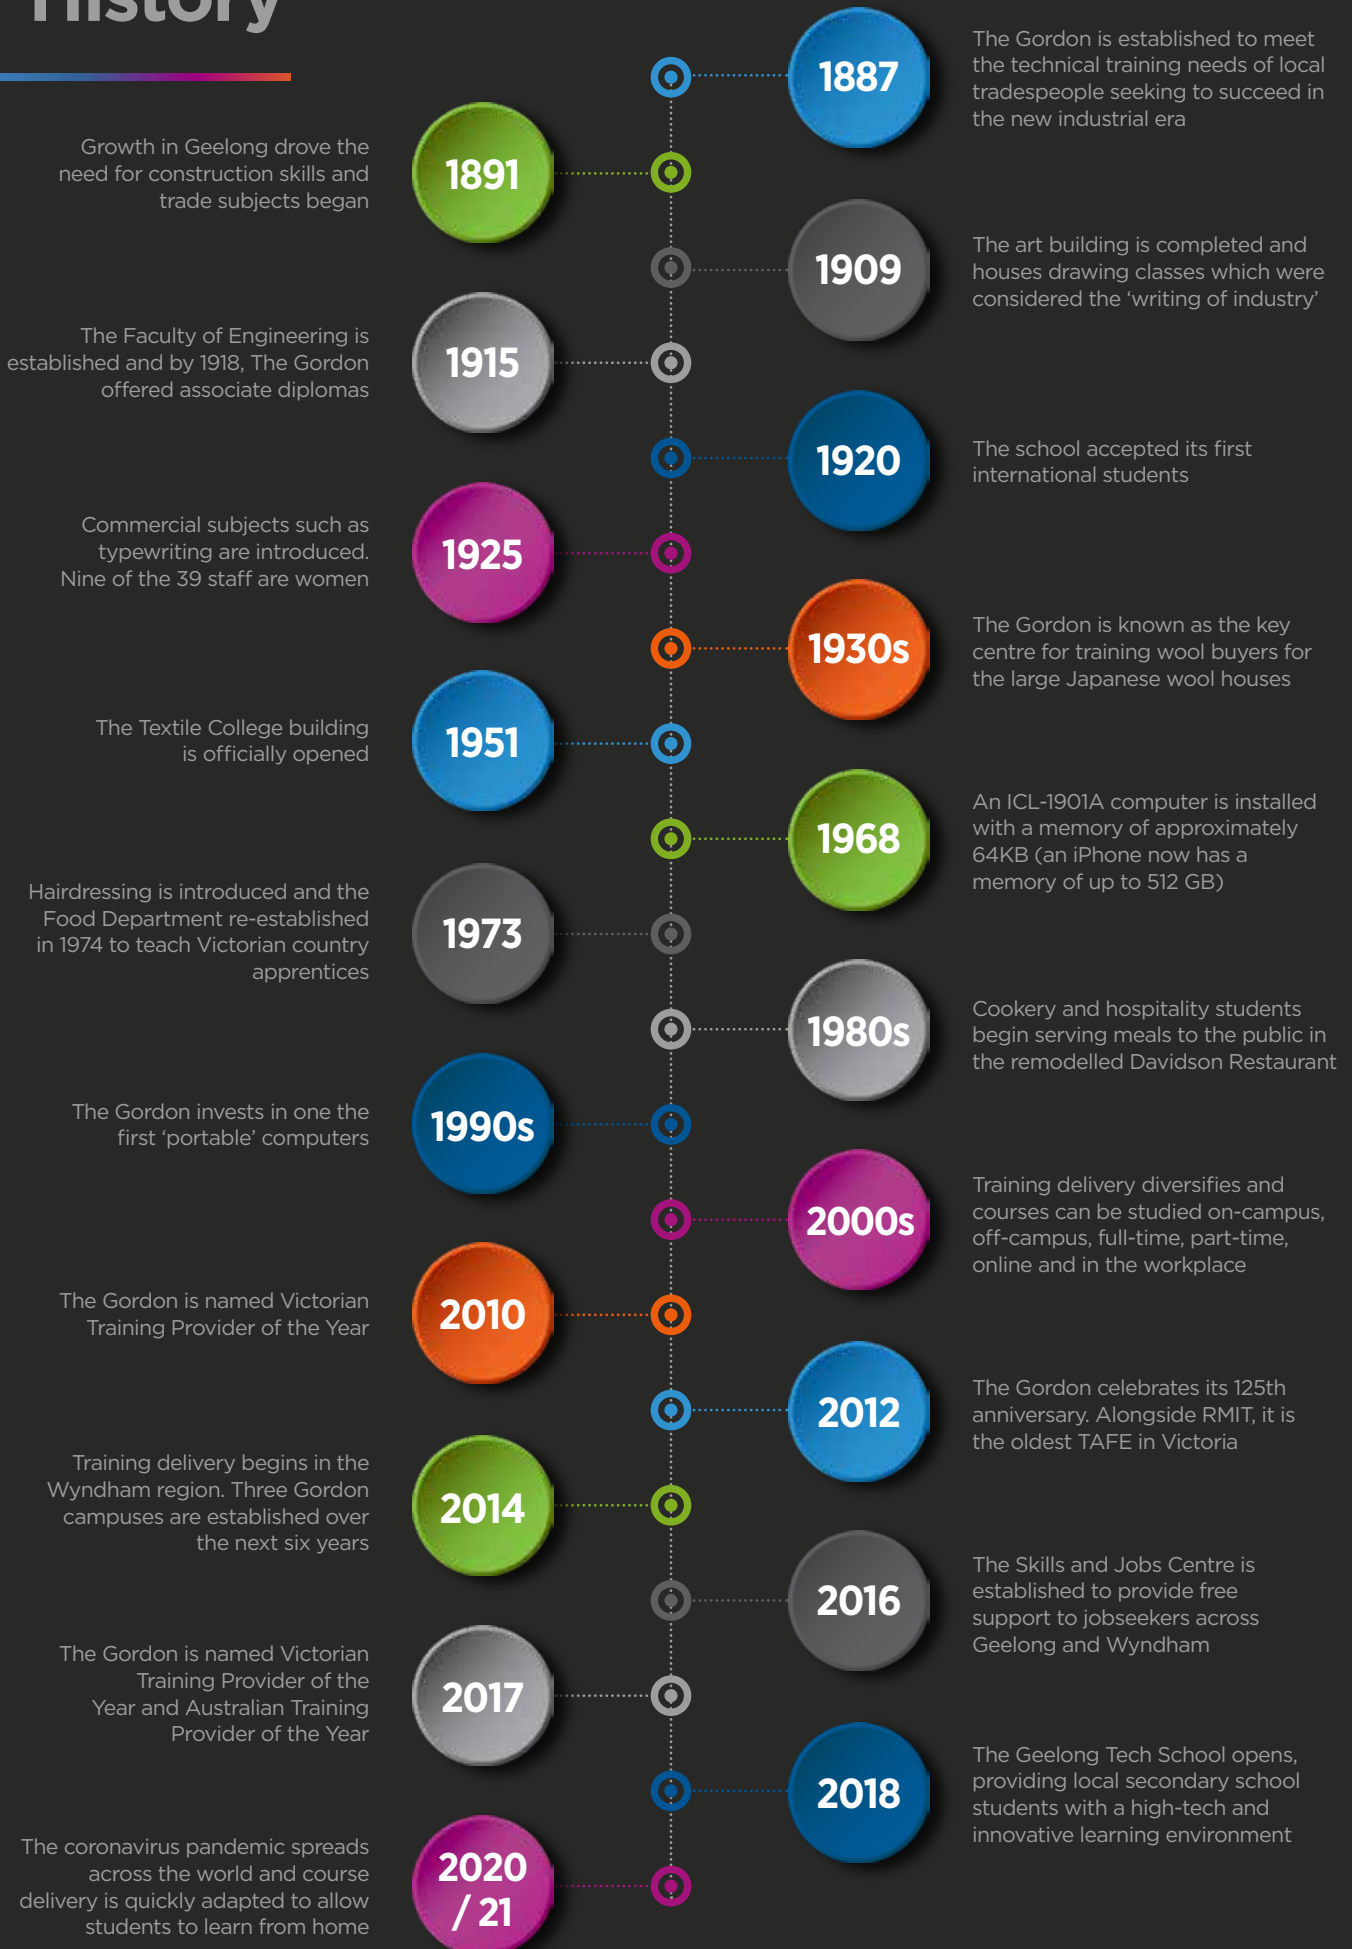 History
1887
The Gordon is established to meet
the technical training needs of local
tradespeople seeking to succeed in
the new industrial era
Growth in Geelong drove the
need for construction skills and
trade subjects began
1891
1909
The art building is completed and
houses drawing classes which were
considered the ‘writing of industry’
The Faculty of Engineering is
established and by 1918, The Gordon
offered associate diplomas
1915
1920
The school accepted its first
international students
Commercial subjects such as
typewriting are introduced.
Nine of the 39 staff are women
1925
1930s
The Gordon is known as the key
centre for training wool buyers for
the large Japanese wool houses
The Textile College building
is officially opened
1951
1968
An ICL-1901A computer is installed
with a memory of approximately
64KB (an iPhone now has a
memory of up to 512 GB)
Hairdressing is introduced and the
Food Department re-established
in 1974 to teach Victorian country
apprentices
1973
1980s
Cookery and hospitality students
begin serving meals to the public in
the remodelled Davidson Restaurant
The Gordon invests in one the
first ‘portable’ computers
1990s
2000s
Training delivery diversifies and
courses can be studied on-campus,
off-campus, full-time, part-time,
online and in the workplace
The Gordon is named Victorian
Training Provider of the Year
2010
2012
The Gordon celebrates its 125th
anniversary. Alongside RMIT, it is
the oldest TAFE in Victoria
Training delivery begins in the
Wyndham region. Three Gordon
campuses are established over
the next six years
2014
2016
The Skills and Jobs Centre is
established to provide free
support to jobseekers across
Geelong and Wyndham
The Gordon is named Victorian
Training Provider of the
Year and Australian Training
Provider of the Year
2017
2018
The Geelong Tech School opens,
providing local secondary school
students with a high-tech and
innovative learning environment
The coronavirus pandemic spreads
across the world and course
delivery is quickly adapted to allow
students to learn from home
2020
/ 21